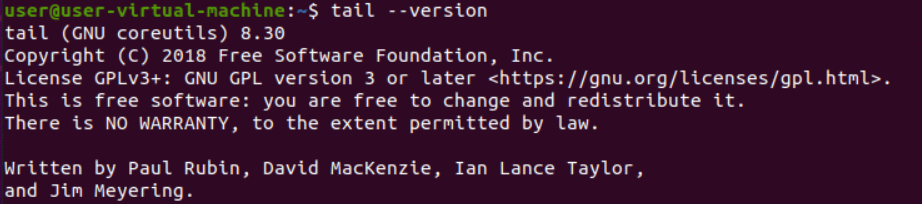 user@user-virtual-machine:~$ tail --version
tail (GNU coreutils) 8.30
Copyright (C) 2018 Free Software Foundation, Inc.
License GPLv3+: GNU GPL version 3 or later <https://gnu.org/licenses/gpl.html>.
This is free software: you are free to change and redistribute it.
There is NO WARRANTY, to the extent permitted by law.

Written by Paul Rubin, David MacKenzie, Ian Lance Taylor,
and Jim Meyering.